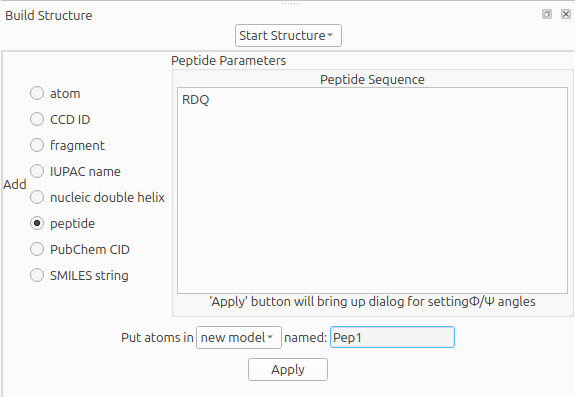 Build Structure
Start Structure
Peptide Parameters
Peptide Sequence
RDQ
Add
atom
CCD ID
fragment
IUPAC name
nucleic double helix
peptide
PubChem CID
SMILES string
'Apply' button will bring up dialog for settingΦ/Ψ angles
Put atoms in new model named: Pep1
Apply